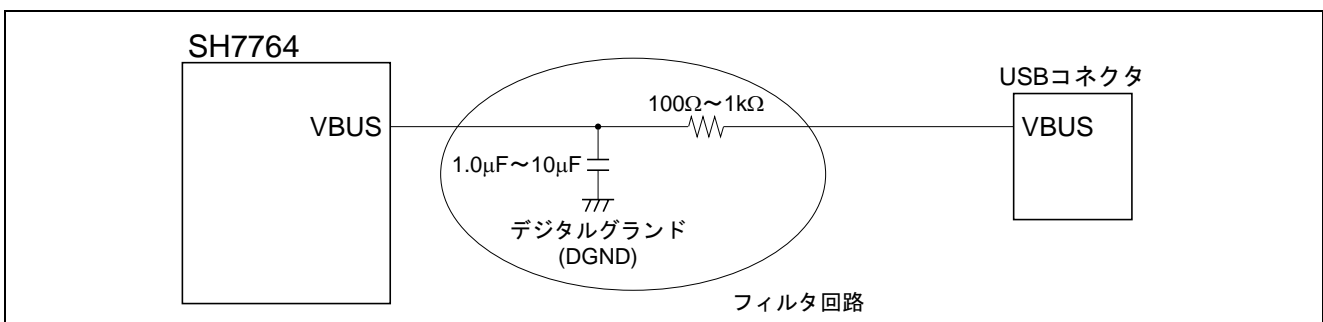 SH7764
USBコネクタ
100Ω～1kΩ
VBUS
VBUS
1.0μF～10μF
デジタルグランド
(DGND)
フィルタ回路